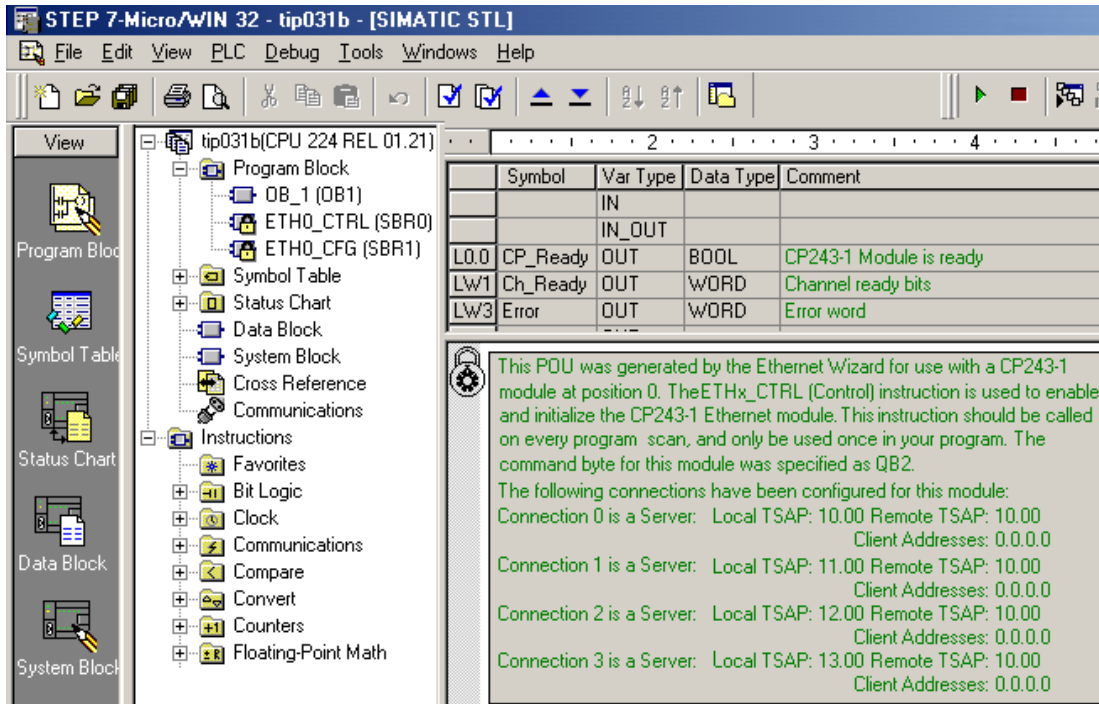 STEP 7-Micro/WIN 32 - tip031b - [SIMATIC STL]
File Edit View PLC Debug Tools Windows Help
View
Program Bloc
Symbol Table
Status Chart
Data Block
System Block
tip031b(CPU 224 REL 01.21)
Program Block
OB_1 (OB1)
ETH0_CTRL (SBR0)
ETH0_CFG (SBR1)
Symbol Table
Status Chart
Data Block
System Block
Cross Reference
Communications
Instructions
Favorites
Bit Logic
Clock
Communications
Compare
Convert
Counters
Floating-Point Math
2 3 4
Symbol Var Type Data Type Comment
IN
IN_OUT
L0.0 CP_Ready OUT BOOL CP243-1 Module is ready
LW1 Ch_Ready OUT WORD Channel ready bits
LW3 Error OUT WORD Error word
This POU was generated by the Ethernet Wizard for use with a CP243-1
module at position 0. TheETHx_CTRL (Control) instruction is used to enable
and initialize the CP243-1 Ethernet module. This instruction should be called
on every program scan, and only be used once in your program. The
command byte for this module was specified as QB2.
The following connections have been configured for this module:
Connection 0 is a Server: Local TSAP: 10.00 Remote TSAP: 10.00
Client Addresses: 0.0.0.0
Connection 1 is a Server: Local TSAP: 11.00 Remote TSAP: 10.00
Client Addresses: 0.0.0.0
Connection 2 is a Server: Local TSAP: 12.00 Remote TSAP: 10.00
Client Addresses: 0.0.0.0
Connection 3 is a Server: Local TSAP: 13.00 Remote TSAP: 10.00
Client Addresses: 0.0.0.0